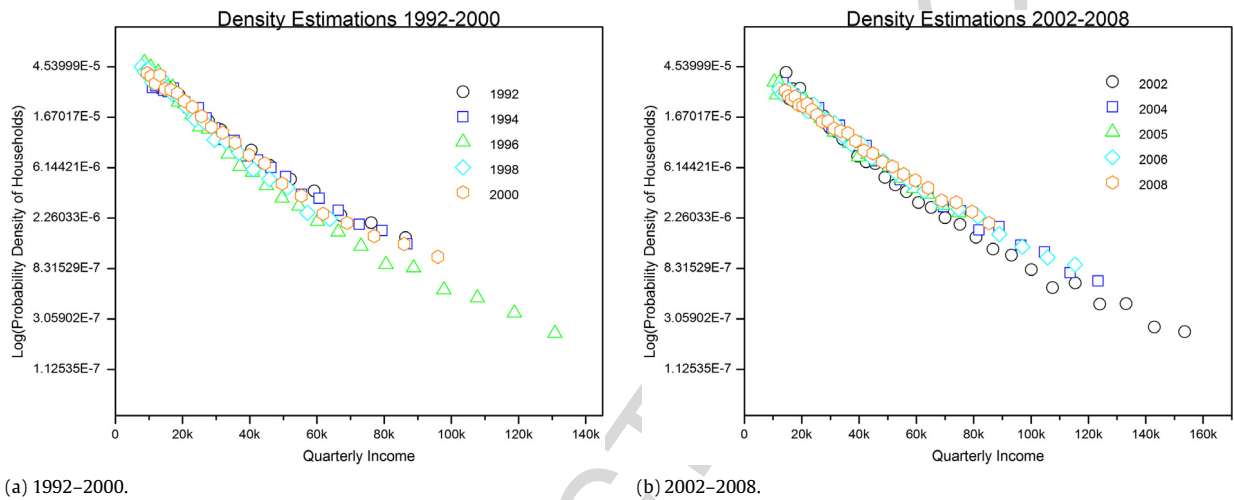 Density Estimations 1992-2000
Log(Probability Density of Households)
4.53999E-5
1.67017E-5
6.14421E-6
2.26033E-6
8.31529E-7
3.05902E-7
1.12535E-7
1992
1994
1996
1998
2000
0 20k 40k 60k 80k 100k 120k 140k
Quarterly Income
(a) 1992–2000.
Density Estimations 2002-2008
Log(Probability Density of Households)
4.53999E-5
1.67017E-5
6.14421E-6
2.26033E-6
8.31529E-7
3.05902E-7
1.12535E-7
2002
2004
2005
2006
2008
0 20k 40k 60k 80k 100k 120k 140k 160k
Quarterly Income
(b) 2002–2008.